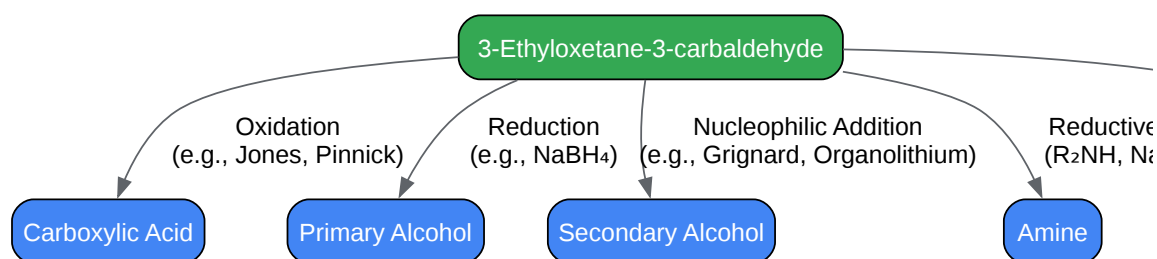 3-Ethyloxetane-3-carbaldehyde
Oxidation
(e.g., Jones, Pinnick)
Reduction
(e.g., NaBH₄)
Nucleophilic Addition
(e.g., Grignard, Organolithium)
Reductive
(R₂NH, Na
Carboxylic Acid
Primary Alcohol
Secondary Alcohol
Amine